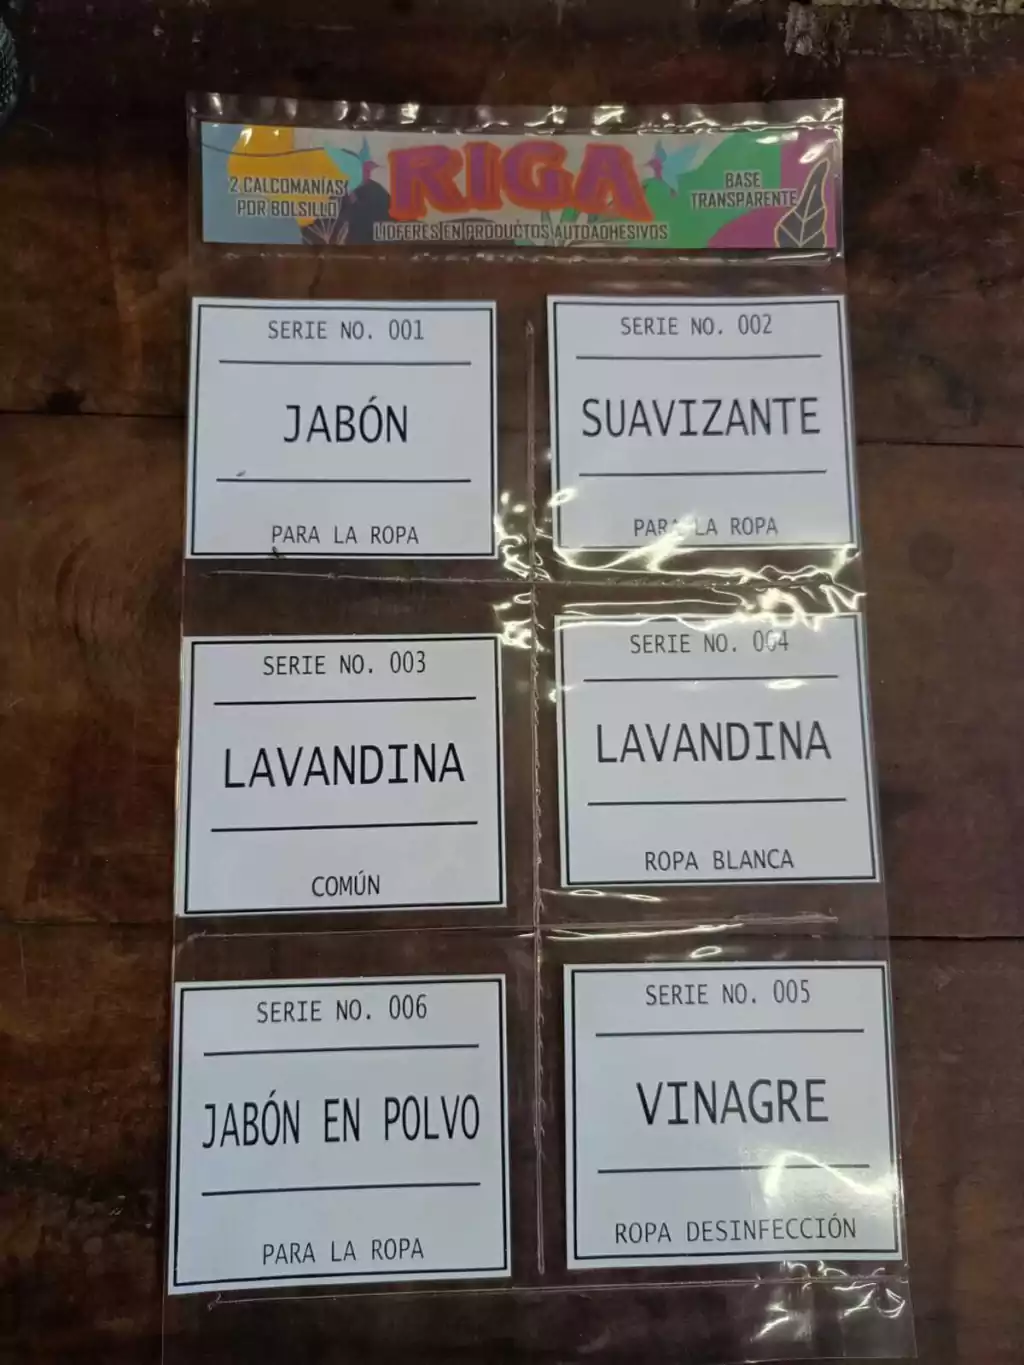 2 CALCOMANÍAS
POR BOLSILLO
RIGA
LIDFERES EN PRODUCTOS AUTOADHESIVOS
BASE
TRANSPARENTE
SERIE NO. 001
JABÓN
PARA LA ROPA
SERIE NO. 002
SUAVIZANTE
PARA LA ROPA
SERIE NO. 003
LAVANDINA
COMÚN
SERIE NO. 004
LAVANDINA
ROPA BLANCA
SERIE NO. 006
JABÓN EN POLVO
PARA LA ROPA
SERIE NO. 005
VINAGRE
ROPA DESINFECCIÓN